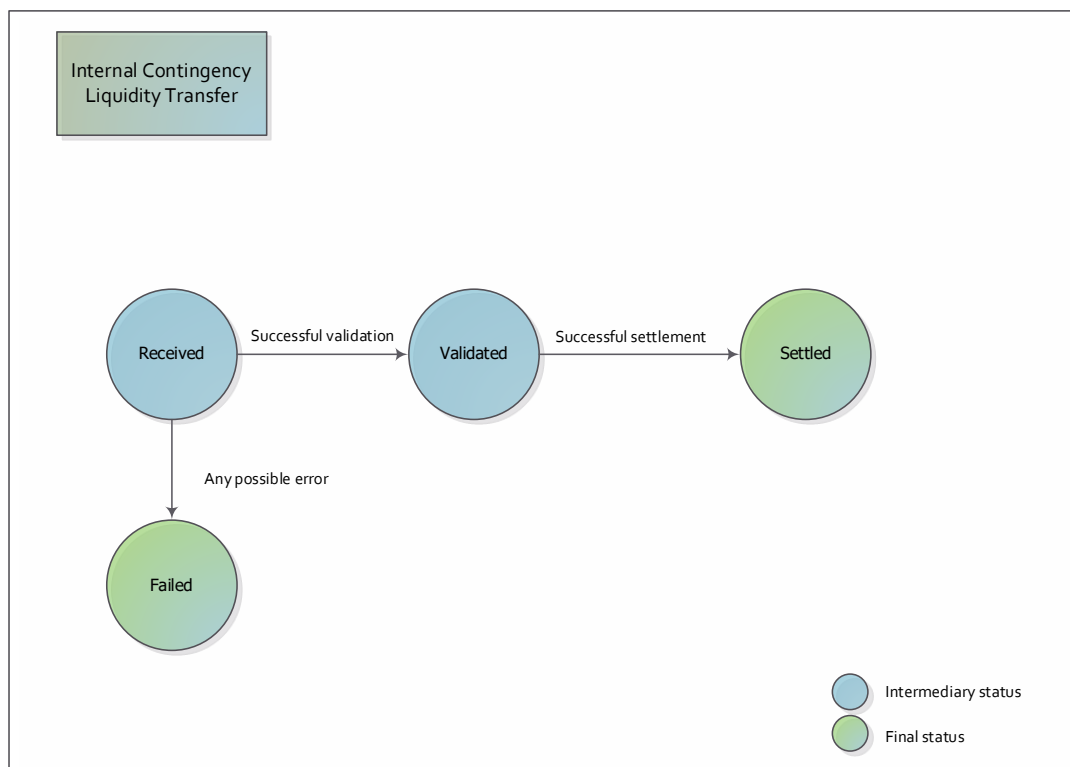 Internal Contingency
Liquidity Transfer
Received
Successful validation
Validated
Successful settlement
Settled
Any possible error
Failed
Intermediary status
Final status